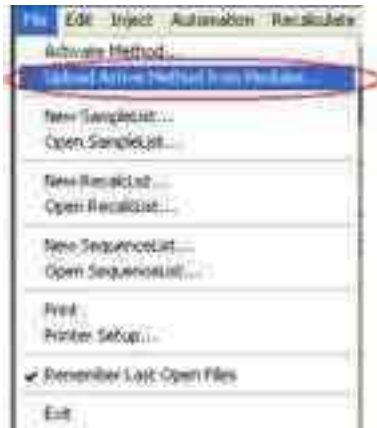 File Edit Inject Automation Recalculate
Activate Method...
Upload Active Method from Modules...
New SampleList...
Open SampleList...
New RecalcList...
Open RecalcList...
New SequenceList...
Open SequenceList...
Print
Printer Setup...
✔ Remember Last Open Files
Exit